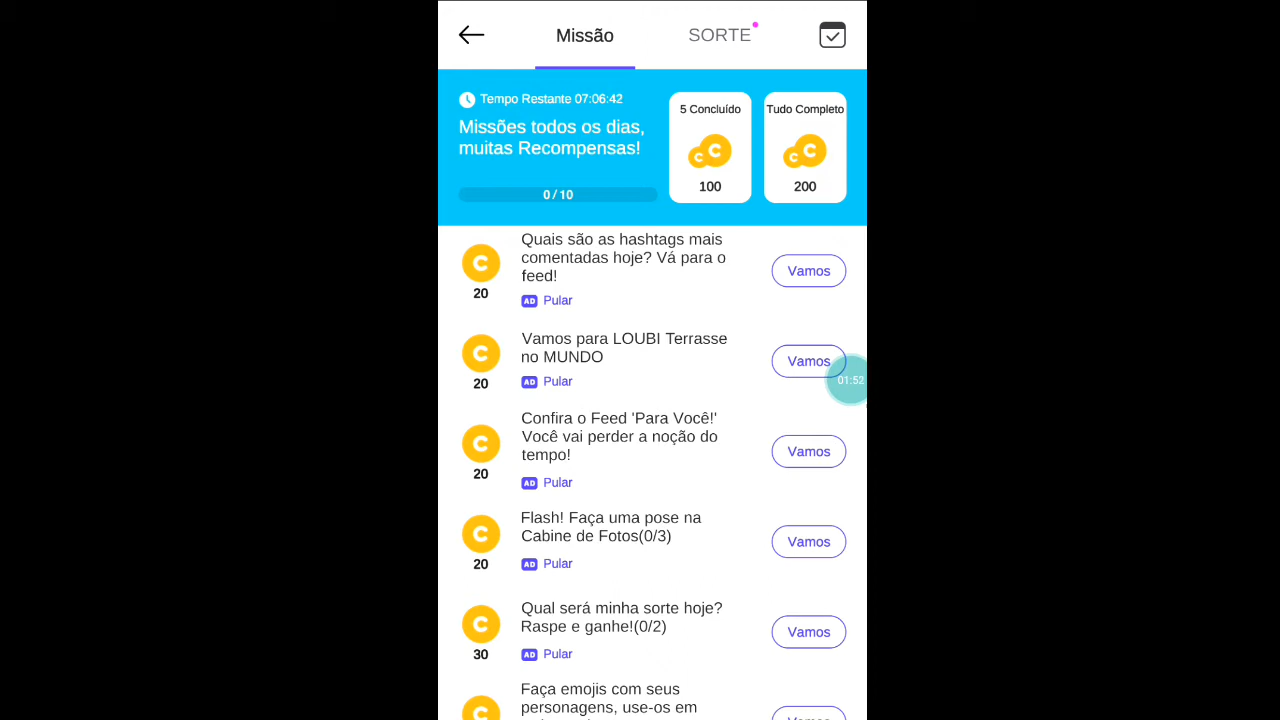 Missão
SORTE
Tempo Restante 07:06:42
Missões todos os dias,
muitas Recompensas!
0 / 10
5 Concluído
C C
100
Tudo Completo
C C
200
C
20
Quais são as hashtags mais
comentadas hoje? Vá para o
feed!
AD Pular
Vamos
C
20
Vamos para LOUBI Terrasse
no MUNDO
AD Pular
Vamos
01:52
C
20
Confira o Feed 'Para Você!'
Você vai perder a noção do
tempo!
AD Pular
Vamos
C
20
Flash! Faça uma pose na
Cabine de Fotos(0/3)
AD Pular
Vamos
C
30
Qual será minha sorte hoje?
Raspe e ganhe!(0/2)
AD Pular
Vamos
C
Faça emojis com seus
personagens, use-os em